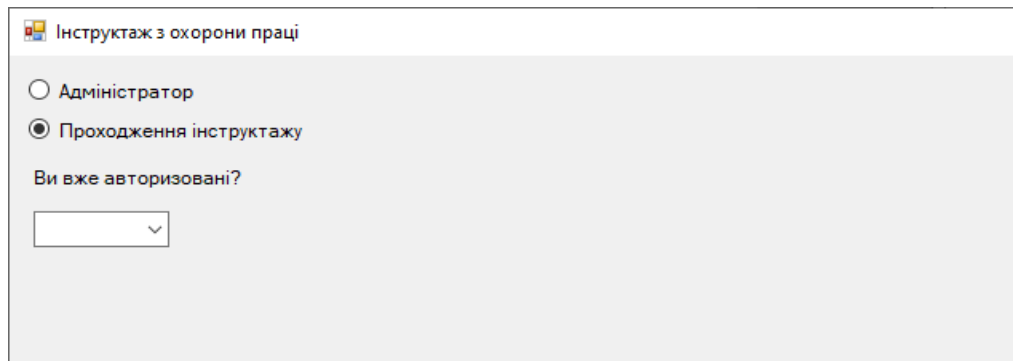 Інструктаж з охорони праці
Адміністратор
Проходження інструктажу
Ви вже авторизовані?